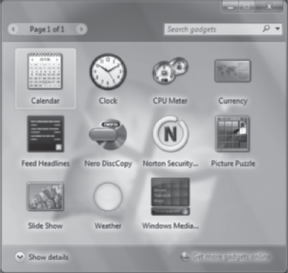 Page 1 of 1
Search gadgets
Calendar
Clock
CPU Meter
Currency
Feed Headlines
Nero DiscCopy
Norton Security...
Picture Puzzle
Slide Show
Weather
Windows Media...
Show details
Get more gadgets online